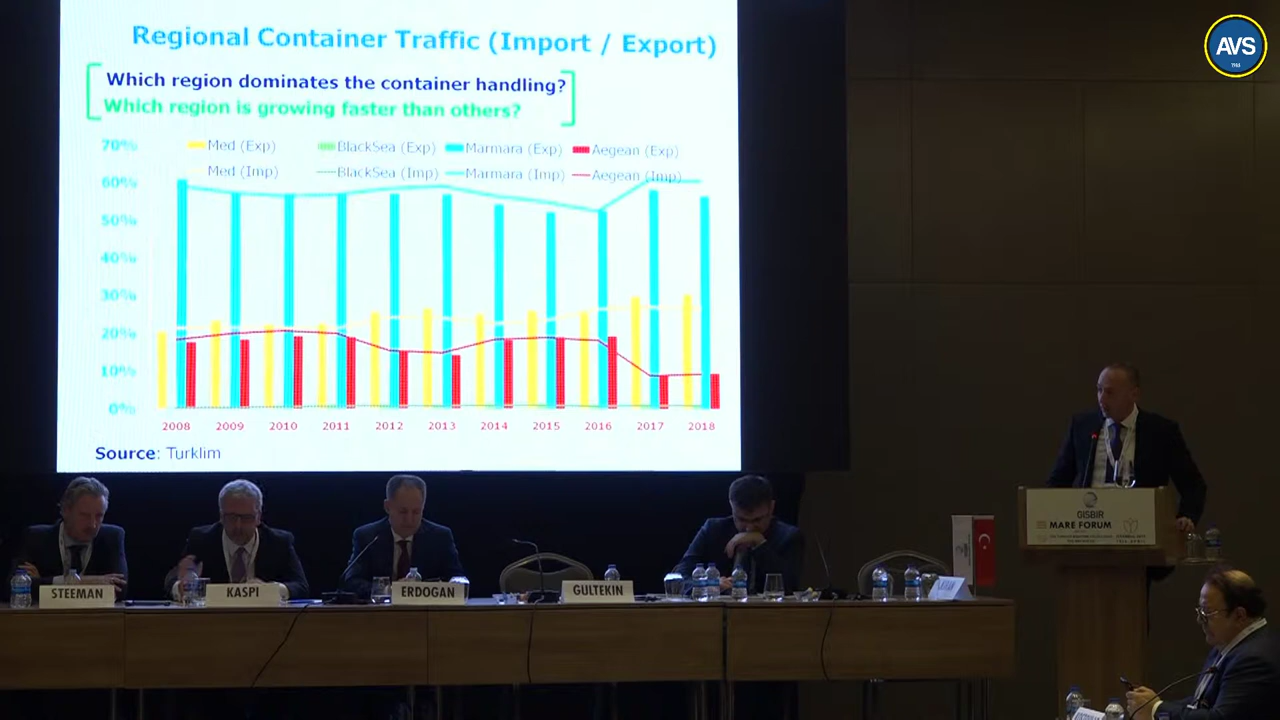 Regional Container Traffic (Import / Export)
Which region dominates the container handling?
Which region is growing faster than others?
70%
Med (Exp)
BlackSea (Exp)
Marmara (Exp)
Aegean (Exp)
Med (Imp)
BlackSea (Imp)
Marmara (Imp)
Aegean (Imp)
60%
50%
40%
30%
20%
10%
0%
2008 2009 2010 2011 2012 2013 2014 2015 2016 2017 2018
Source: Turklim
AVS
STEEMAN
KASPI
ERDOGAN
GULTEKIN
GISBIR
MARE FORUM